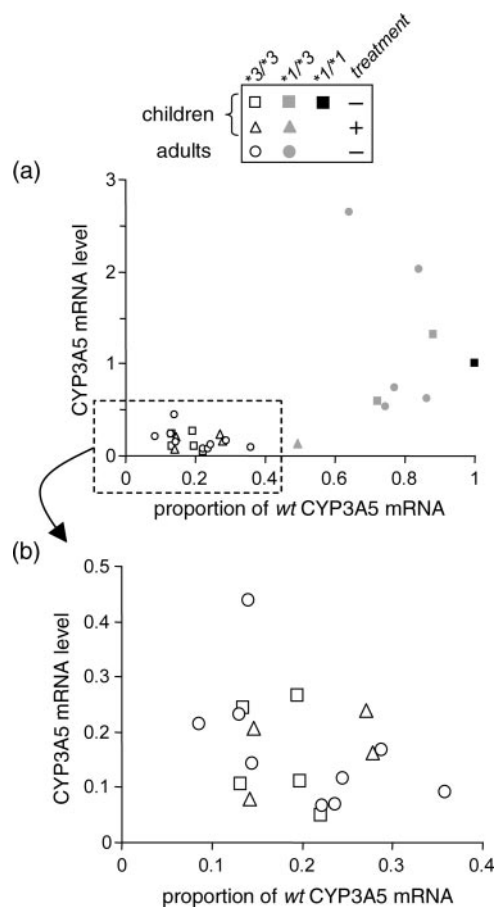 *3/*3 *1/*3 *1/*1 treatment
children
−
+
adults
−
(a)
3
2
1
0
CYP3A5 mRNA level
0 0.2 0.4 0.6 0.8 1
proportion of wt CYP3A5 mRNA
(b)
0.5
0.4
0.3
0.2
0.1
0
CYP3A5 mRNA level
0 0.1 0.2 0.3 0.4
proportion of wt CYP3A5 mRNA